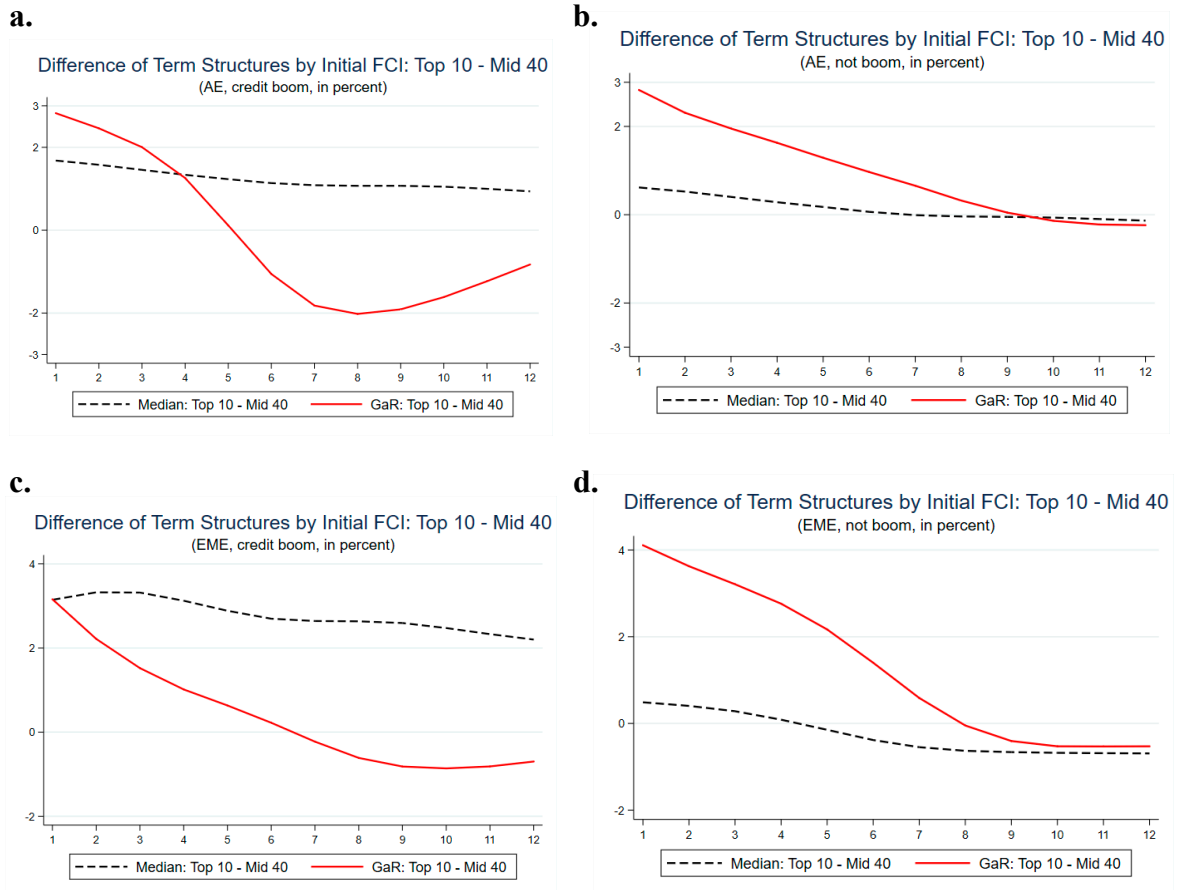 a.
Difference of Term Structures by Initial FCI: Top 10 - Mid 40
(AE, credit boom, in percent)
3
2
0
-2
-3
1 2 3 4 5 6 7 8 9 10 11 12
Median: Top 10 - Mid 40 GaR: Top 10 - Mid 40
b.
Difference of Term Structures by Initial FCI: Top 10 - Mid 40
(AE, not boom, in percent)
3
2
0
-2
-3
1 2 3 4 5 6 7 8 9 10 11 12
Median: Top 10 - Mid 40 GaR: Top 10 - Mid 40
c.
Difference of Term Structures by Initial FCI: Top 10 - Mid 40
(EME, credit boom, in percent)
4
2
0
-2
1 2 3 4 5 6 7 8 9 10 11 12
Median: Top 10 - Mid 40 GaR: Top 10 - Mid 40
d.
Difference of Term Structures by Initial FCI: Top 10 - Mid 40
(EME, not boom, in percent)
4
2
0
-2
1 2 3 4 5 6 7 8 9 10 11 12
Median: Top 10 - Mid 40 GaR: Top 10 - Mid 40